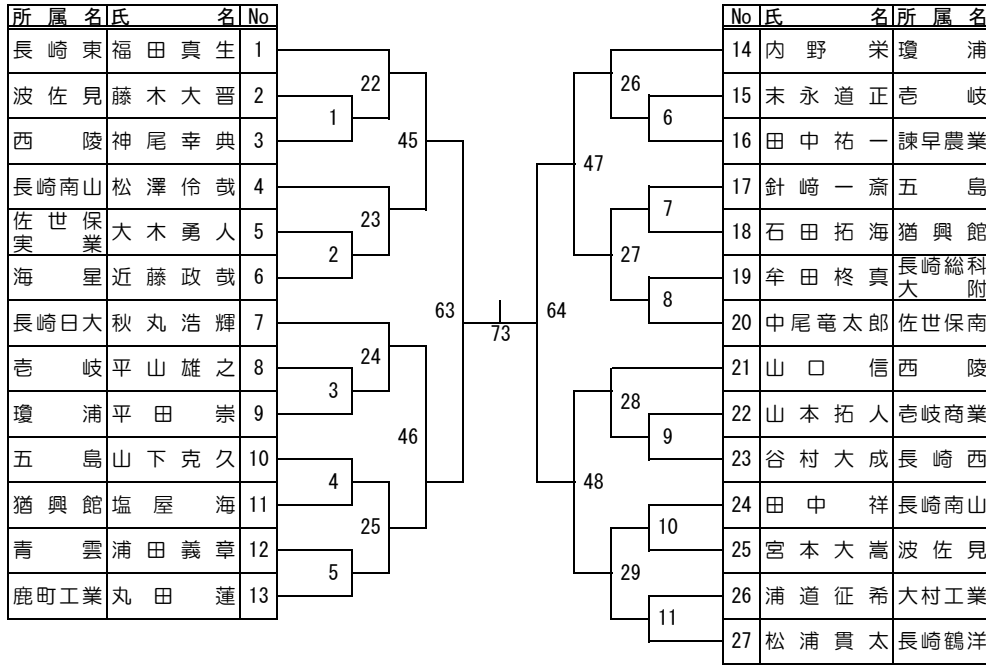 所属名 氏名 No
長崎東 福田真生 1
波佐見 藤木大晋 2
西陵 神尾幸典 3
長崎南山 松澤伶哉 4
佐世保実業 大木勇人 5
海星 近藤政哉 6
長崎日大 秋丸浩輝 7
壱岐 平山雄之 8
瓊浦 平田崇 9
五島 山下克久 10
猶興館 塩屋海 11
青雲 浦田義章 12
鹿町工業 丸田蓮 13
22
1
45
23
2
63
24
3
46
4
25
5
73
64
26
6
47
7
27
8
28
9
48
10
29
11
No 氏名 所属名
14 内野栄 瓊浦
15 末永道正 壱岐
16 田中祐一 諫早農業
17 針﨑一斎 五島
18 石田拓海 猶興館
19 牟田柊真 長崎総科大附
20 中尾竜太郎 佐世保南
21 山口信 西陵
22 山本拓人 壱岐商業
23 谷村大成 長崎西
24 田中祥 長崎南山
25 宮本大嵩 波佐見
26 浦道征希 大村工業
27 松浦貫太 長崎鶴洋